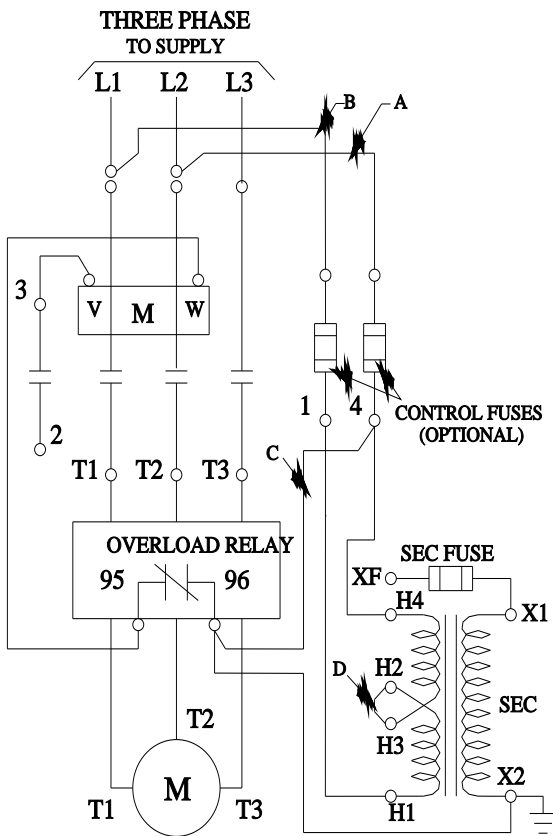 THREE PHASE
TO SUPPLY
L1 L2 L3
B A
3
V M W
2
1 4
CONTROL FUSES
(OPTIONAL)
T1 T2 T3
C
OVERLOAD RELAY
95 96
SEC FUSE
XF
H4 X1
D H2
SEC
H3
T2
X2
M
T1 T3
H1